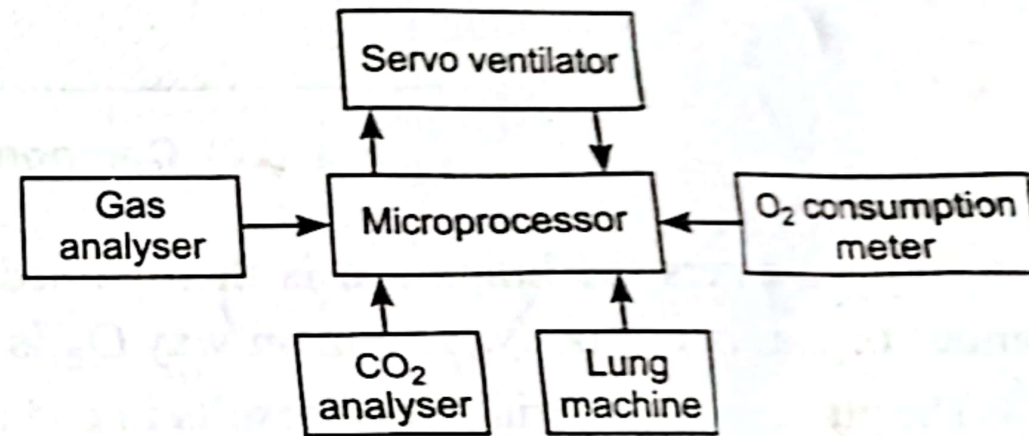 Servo ventilator
Gas
analyser
Microprocessor
O₂ consumption
meter
CO₂
analyser
Lung
machine